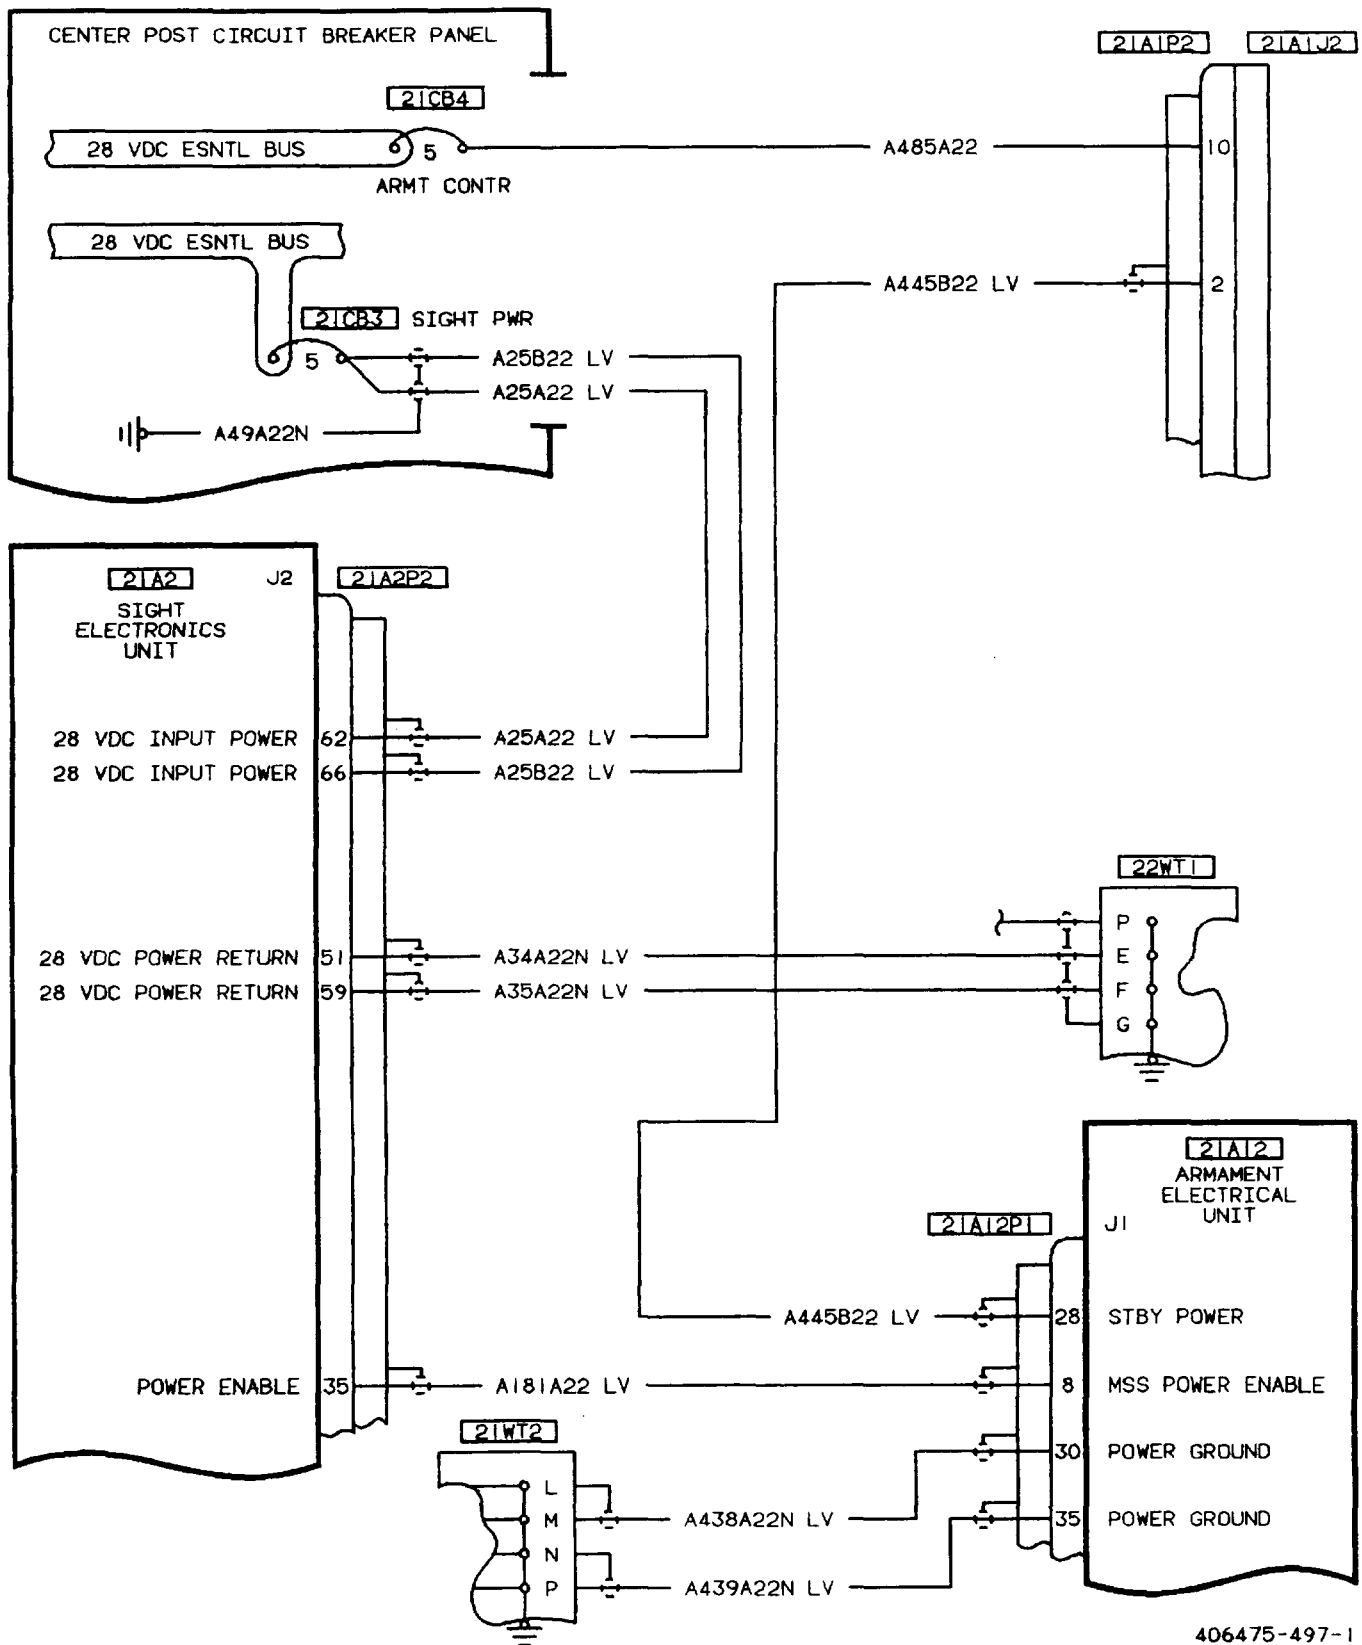 CENTER POST CIRCUIT BREAKER PANEL
21A1P2 21A1J2
21CB4
28 VDC ESNTL BUS 5 A485A22 10
ARMT CONTR
28 VDC ESNTL BUS
A445B22 LV 2
21CB3 SIGHT PWR
5 A25B22 LV
A25A22 LV
A49A22N
21A2 J2 21A2P2
SIGHT
ELECTRONICS
UNIT
28 VDC INPUT POWER 62 A25A22 LV
28 VDC INPUT POWER 66 A25B22 LV
22WT1
P
28 VDC POWER RETURN 51 A34A22N LV E
28 VDC POWER RETURN 59 A35A22N LV F
G
21A12
ARMAMENT
ELECTRICAL
UNIT
21A12P1 J1
A445B22 LV 28 STBY POWER
POWER ENABLE 35 A181A22 LV 8 MSS POWER ENABLE
21WT2
30 POWER GROUND
L
M A438A22N LV 35 POWER GROUND
N
P A439A22N LV
406475-497-1